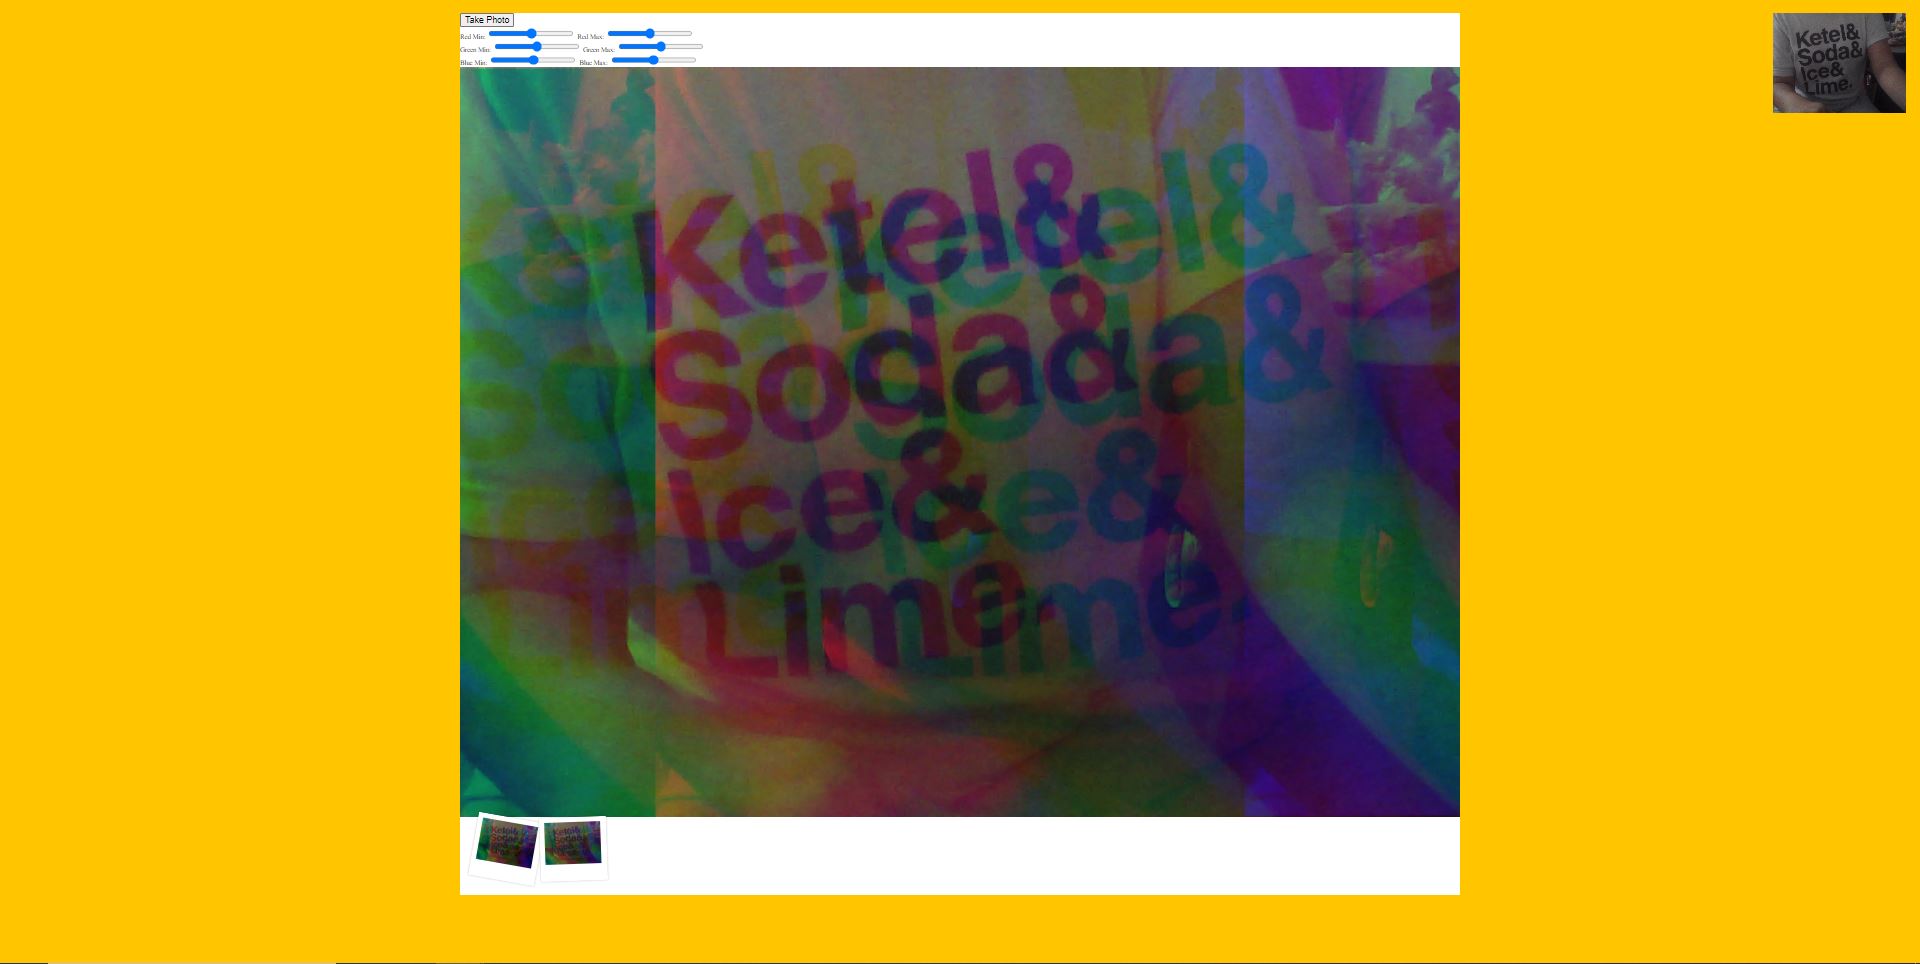 Take Photo
Red Min: Red Max:
Green Min: Green Max:
Blue Min: Blue Max:
Ketel&
Soda&
Ice&
Lime.
Ketel&
Soda&
Ice&
Lime.